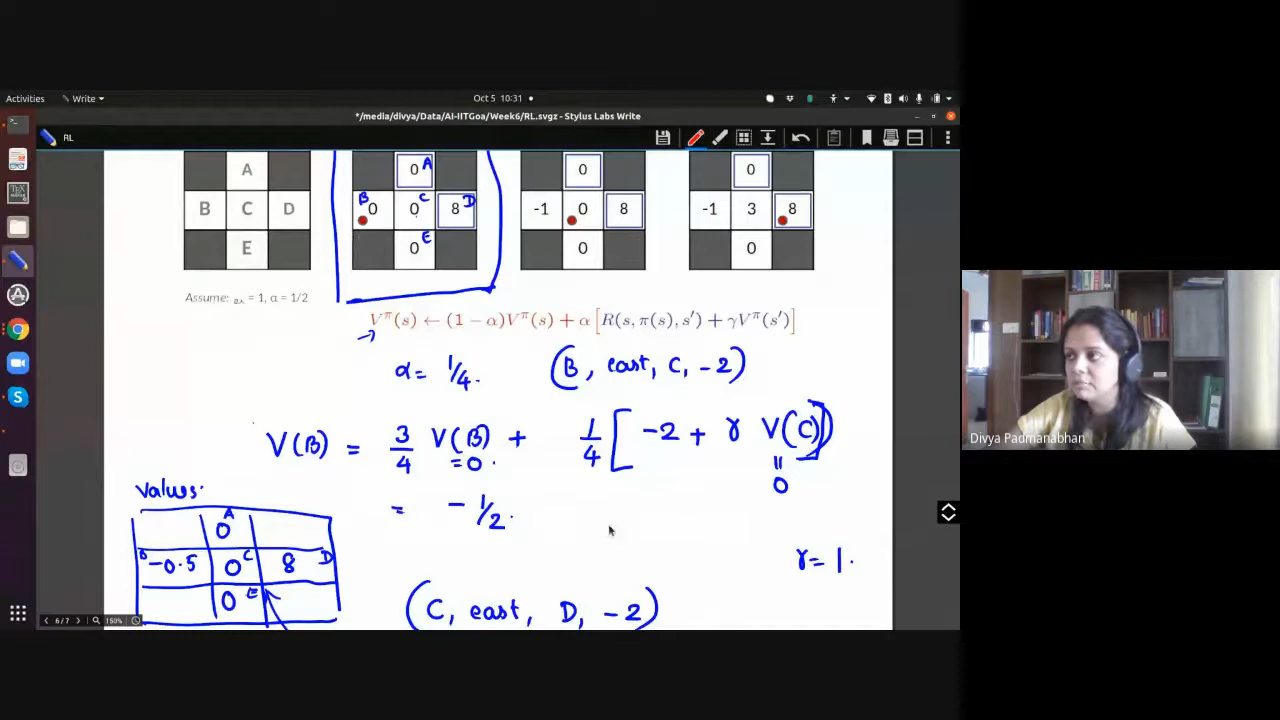 Activities Write Oct 5 10:31
*/media/divya/Data/AI-IITGoa/Week6/RL.svgz - Stylus Labs Write
RL
A 0 A 0 0
B C D B 0 0 C 8 D -1 0 8 -1 3 8
E 0 E 0 0
Assume: = 1, α = 1/2
V^π(s) ← (1 − α)V^π(s) + α [R(s, π(s), s′) + γV^π(s′)]
→
α = 1/4. (B, east, C, -2)
V(B) = 3/4 V(B) + 1/4 [ -2 + γ V(C) ]
= 0. = 0
= - 1/2.
γ = 1.
Values:
A 0
B -0.5 0 C 8 D
0 E
(C, east, D, -2)
6/7 150%
Divya Padmanabhan